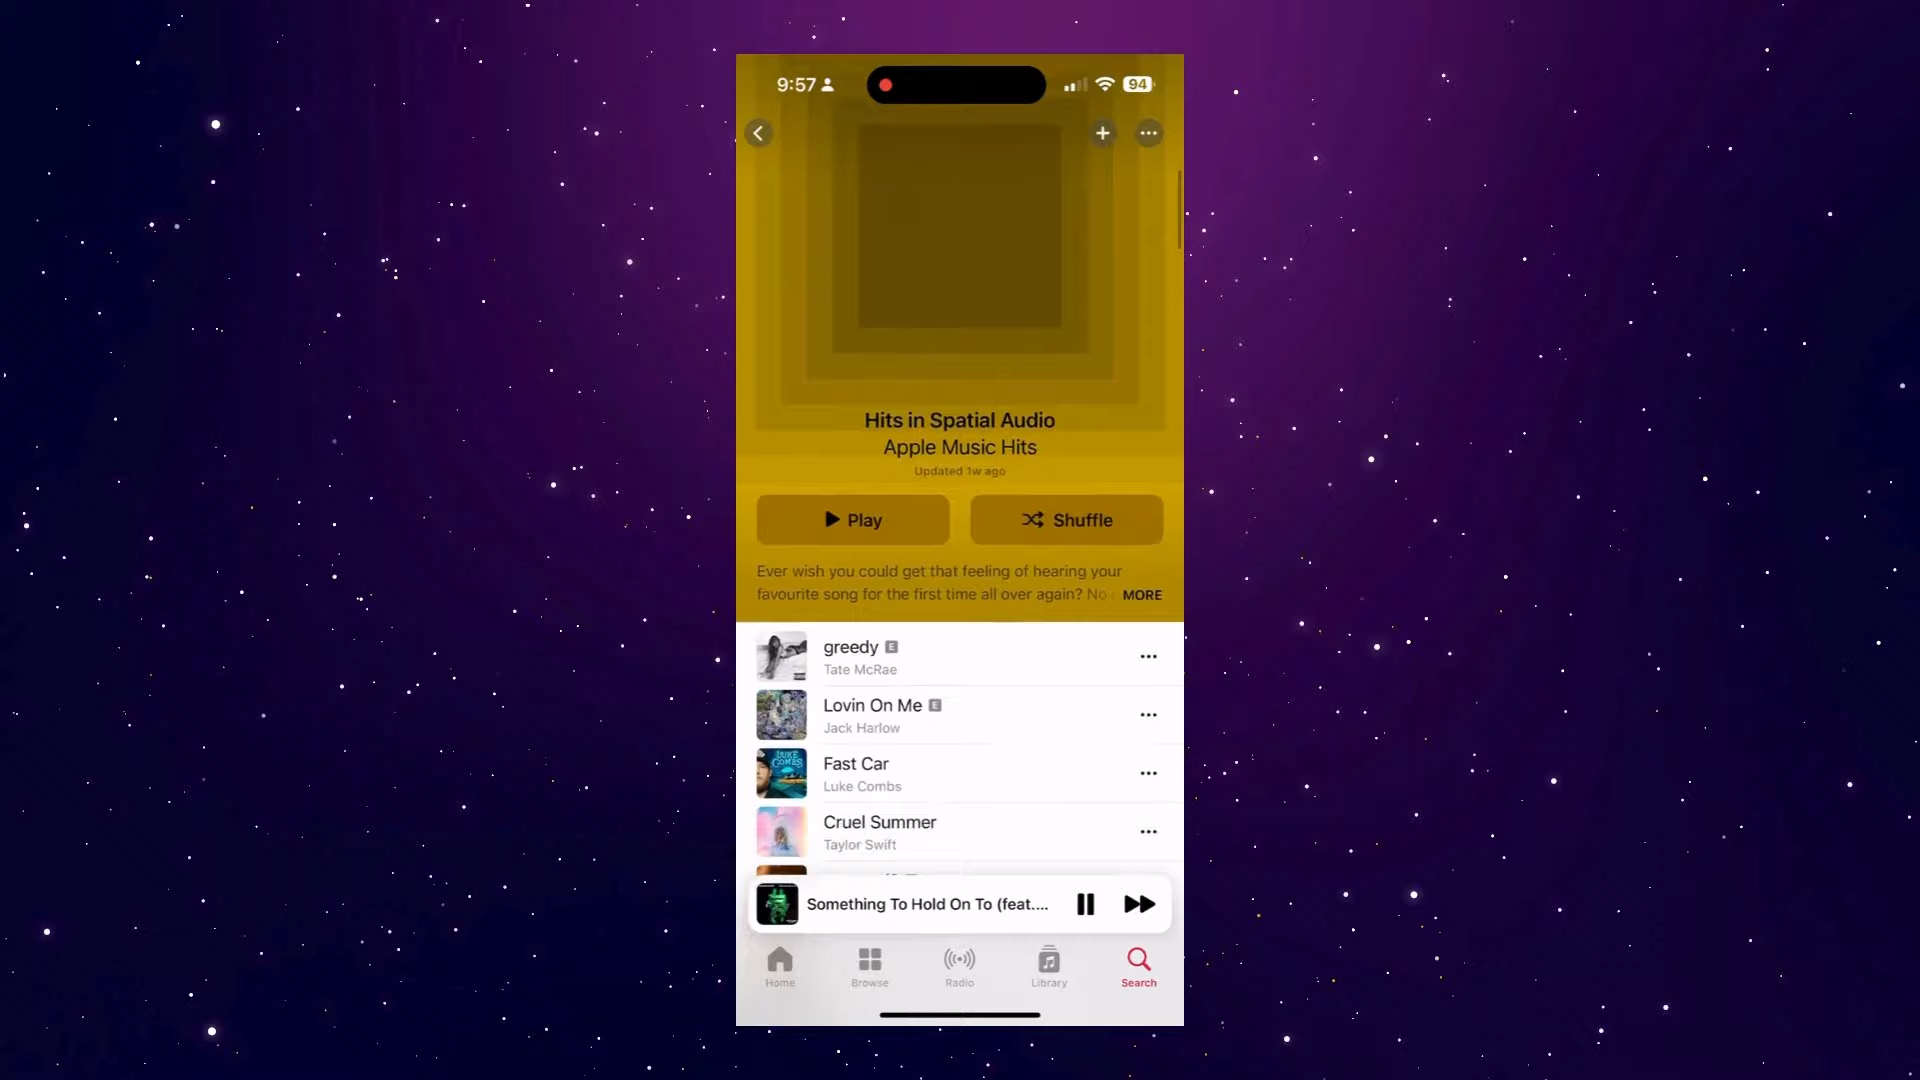 9:57
94
Hits in Spatial Audio
Apple Music Hits
Updated 1w ago
Play
Shuffle
Ever wish you could get that feeling of hearing your
favourite song for the first time all over again? No
MORE
greedy E
Tate McRae
Lovin On Me E
Jack Harlow
LUKE COMBS
Fast Car
Luke Combs
Cruel Summer
Taylor Swift
Something To Hold On To (feat....
Home
Browse
Radio
Library
Search